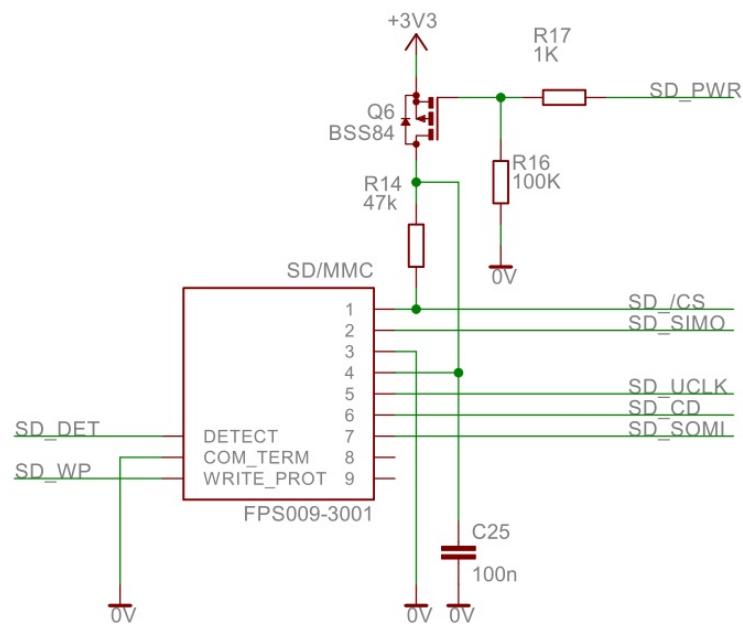 +3V3
R17
1K
SD_PWR
Q6
BSS84
R16
100K
R14
47k
0V
SD/MMC
1
SD_/CS
2
SD_SIMO
3
4
5
SD_UCLK
6
SD_CD
SD_DET
DETECT
7
SD_SOMI
COM_TERM
8
SD_WP
WRITE_PROT
9
FPS009-3001
C25
100n
0V
0V
0V